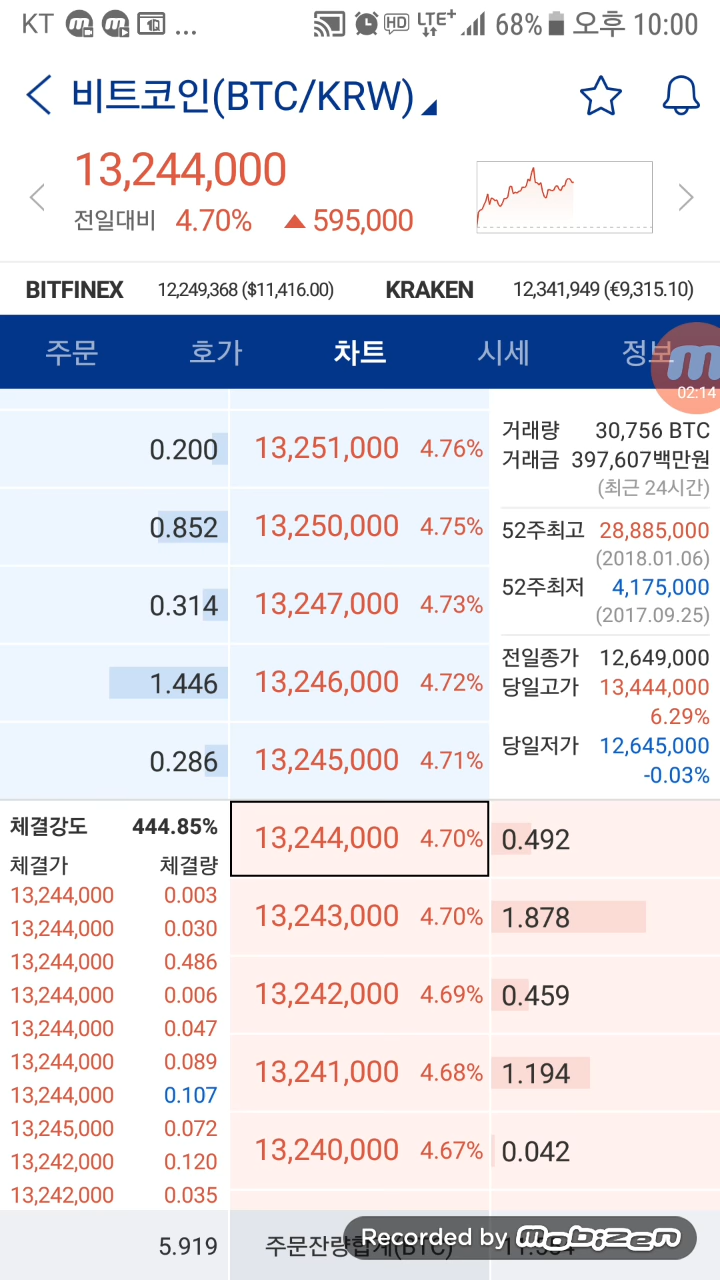 KT ... HD LTE+ 68% 오후 10:00
비트코인(BTC/KRW)
13,244,000
전일대비 4.70% ▲ 595,000
BITFINEX 12,249,368 ($11,416.00) KRAKEN 12,341,949 (€9,315.10)
주문 호가 차트 시세 정보
02:14
0.200 13,251,000 4.76%
0.852 13,250,000 4.75%
0.314 13,247,000 4.73%
1.446 13,246,000 4.72%
0.286 13,245,000 4.71%
거래량 30,756 BTC
거래금 397,607백만원
(최근 24시간)
52주최고 28,885,000
(2018.01.06)
52주최저 4,175,000
(2017.09.25)
전일종가 12,649,000
당일고가 13,444,000
6.29%
당일저가 12,645,000
-0.03%
체결강도 444.85%
체결가 체결량
13,244,000 0.003
13,244,000 0.030
13,244,000 0.486
13,244,000 0.006
13,244,000 0.047
13,244,000 0.089
13,244,000 0.107
13,245,000 0.072
13,242,000 0.120
13,242,000 0.035
13,244,000 4.70% 0.492
13,243,000 4.70% 1.878
13,242,000 4.69% 0.459
13,241,000 4.68% 1.194
13,240,000 4.67% 0.042
5.919 주문잔량합계(BTC)
Recorded by mobizen